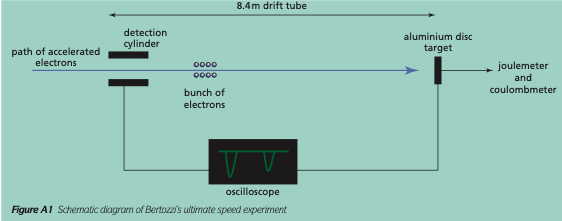 8.4 m drift tube
detection
cylinder
path of accelerated
electrons
bunch of
electrons
aluminium disc
target
joulemeter
and
coulombmeter
oscilloscope
Figure A1 Schematic diagram of Bertozzi's ultimate speed experiment